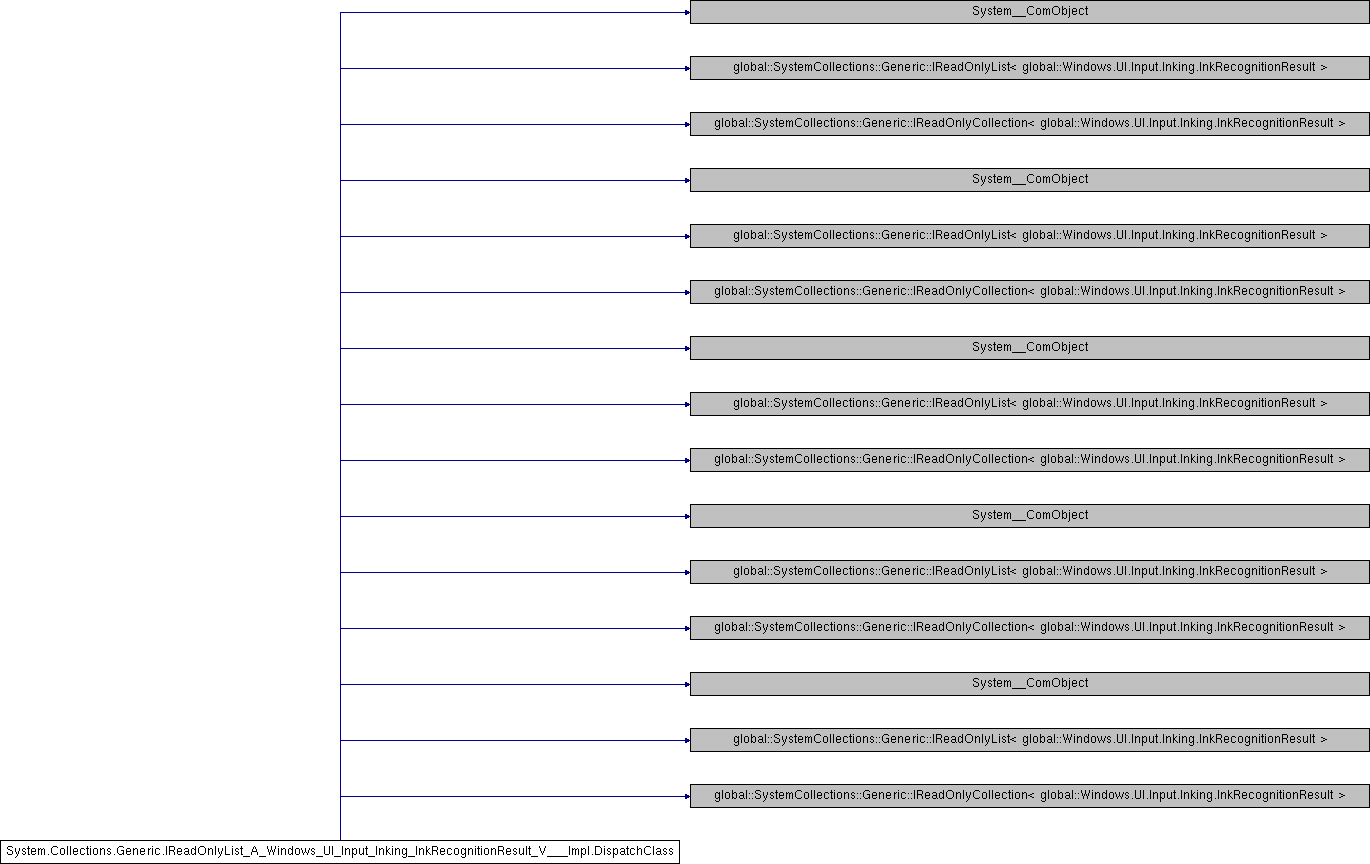 System__ComObject
global::SystemCollections::Generic::IReadOnlyList< global::Windows.UI.Input.Inking.InkRecognitionResult >
global::SystemCollections::Generic::IReadOnlyCollection< global::Windows.UI.Input.Inking.InkRecognitionResult >
System__ComObject
global::SystemCollections::Generic::IReadOnlyList< global::Windows.UI.Input.Inking.InkRecognitionResult >
global::SystemCollections::Generic::IReadOnlyCollection< global::Windows.UI.Input.Inking.InkRecognitionResult >
System__ComObject
global::SystemCollections::Generic::IReadOnlyList< global::Windows.UI.Input.Inking.InkRecognitionResult >
global::SystemCollections::Generic::IReadOnlyCollection< global::Windows.UI.Input.Inking.InkRecognitionResult >
System__ComObject
global::SystemCollections::Generic::IReadOnlyList< global::Windows.UI.Input.Inking.InkRecognitionResult >
global::SystemCollections::Generic::IReadOnlyCollection< global::Windows.UI.Input.Inking.InkRecognitionResult >
System__ComObject
global::SystemCollections::Generic::IReadOnlyList< global::Windows.UI.Input.Inking.InkRecognitionResult >
global::SystemCollections::Generic::IReadOnlyCollection< global::Windows.UI.Input.Inking.InkRecognitionResult >
System.Collections.Generic.IReadOnlyList_A_Windows_UI_Input_Inking_InkRecognitionResult_V___Impl.DispatchClass